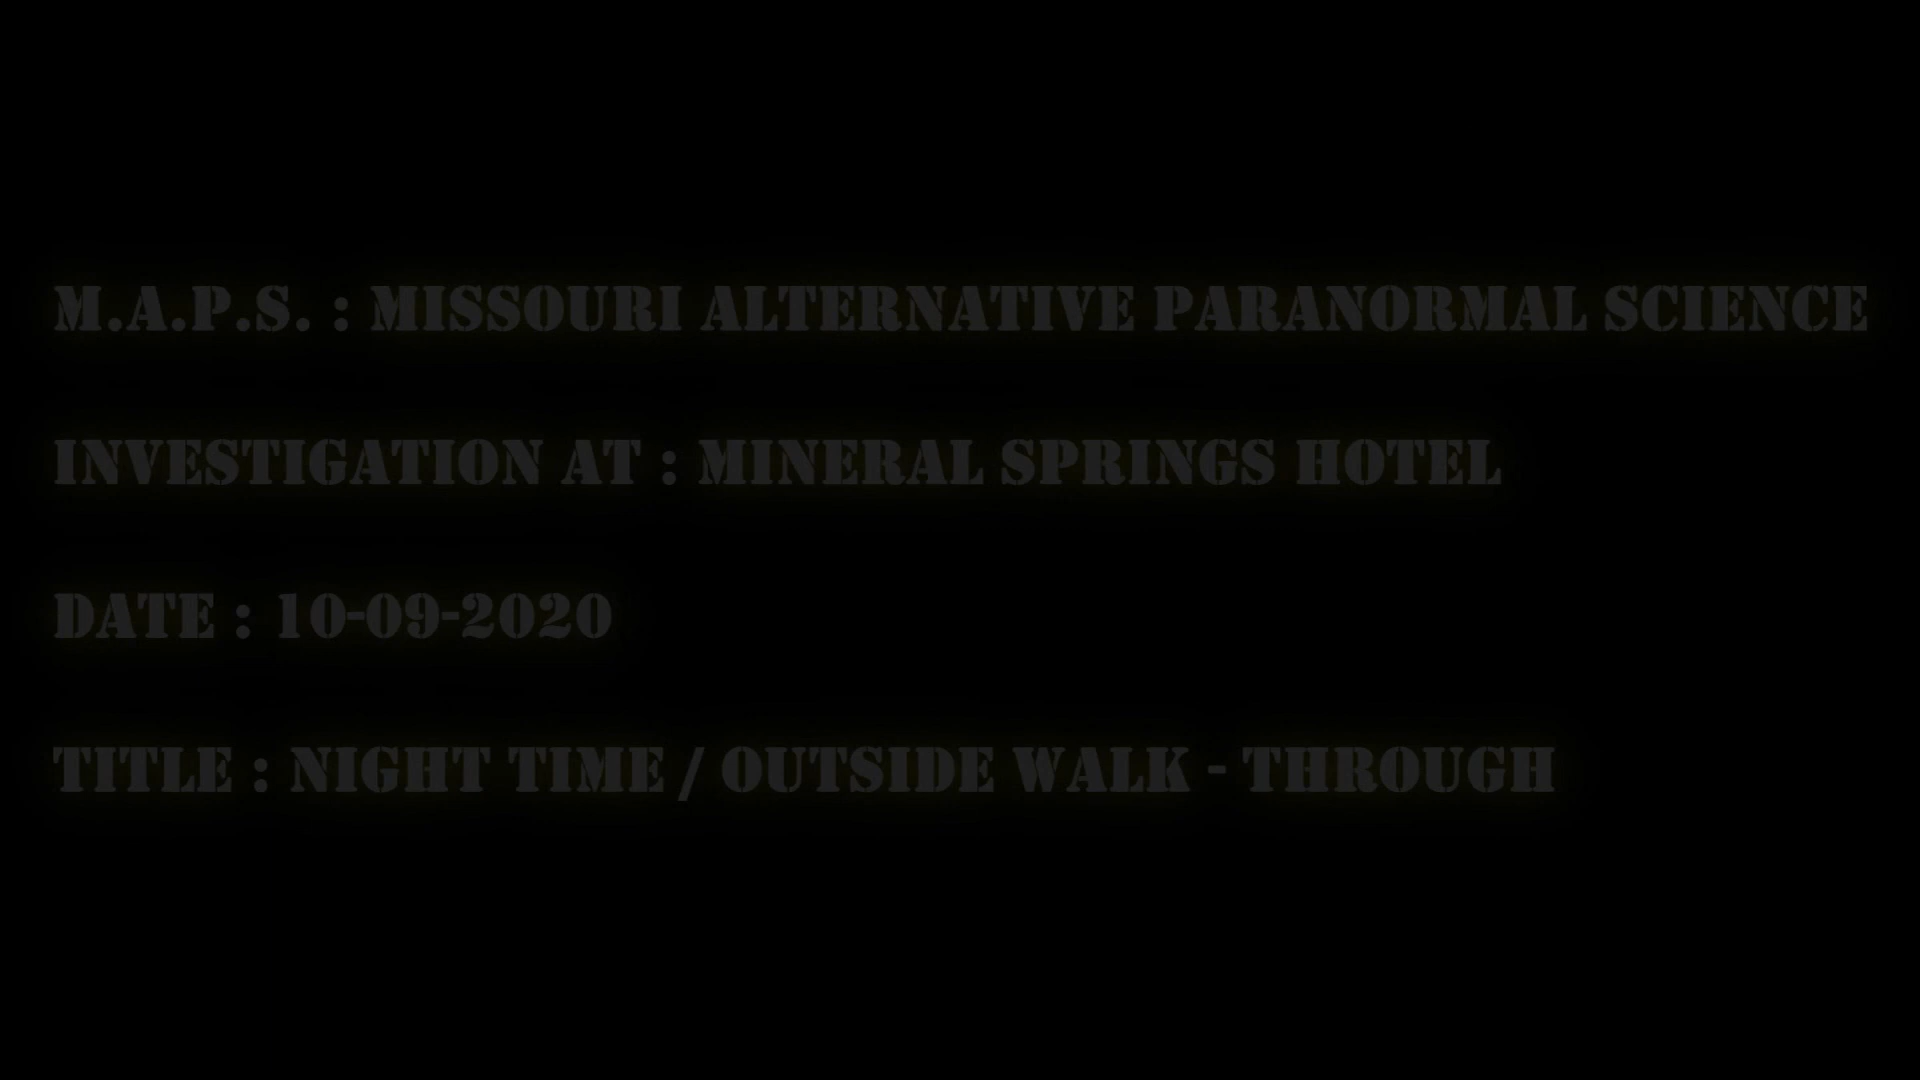 M.A.P.S. : MISSOURI ALTERNATIVE PARANORMAL SCIENCE
INVESTIGATION AT : MINERAL SPRINGS HOTEL
DATE : 10-09-2020
TITLE : NIGHT TIME / OUTSIDE WALK - THROUGH